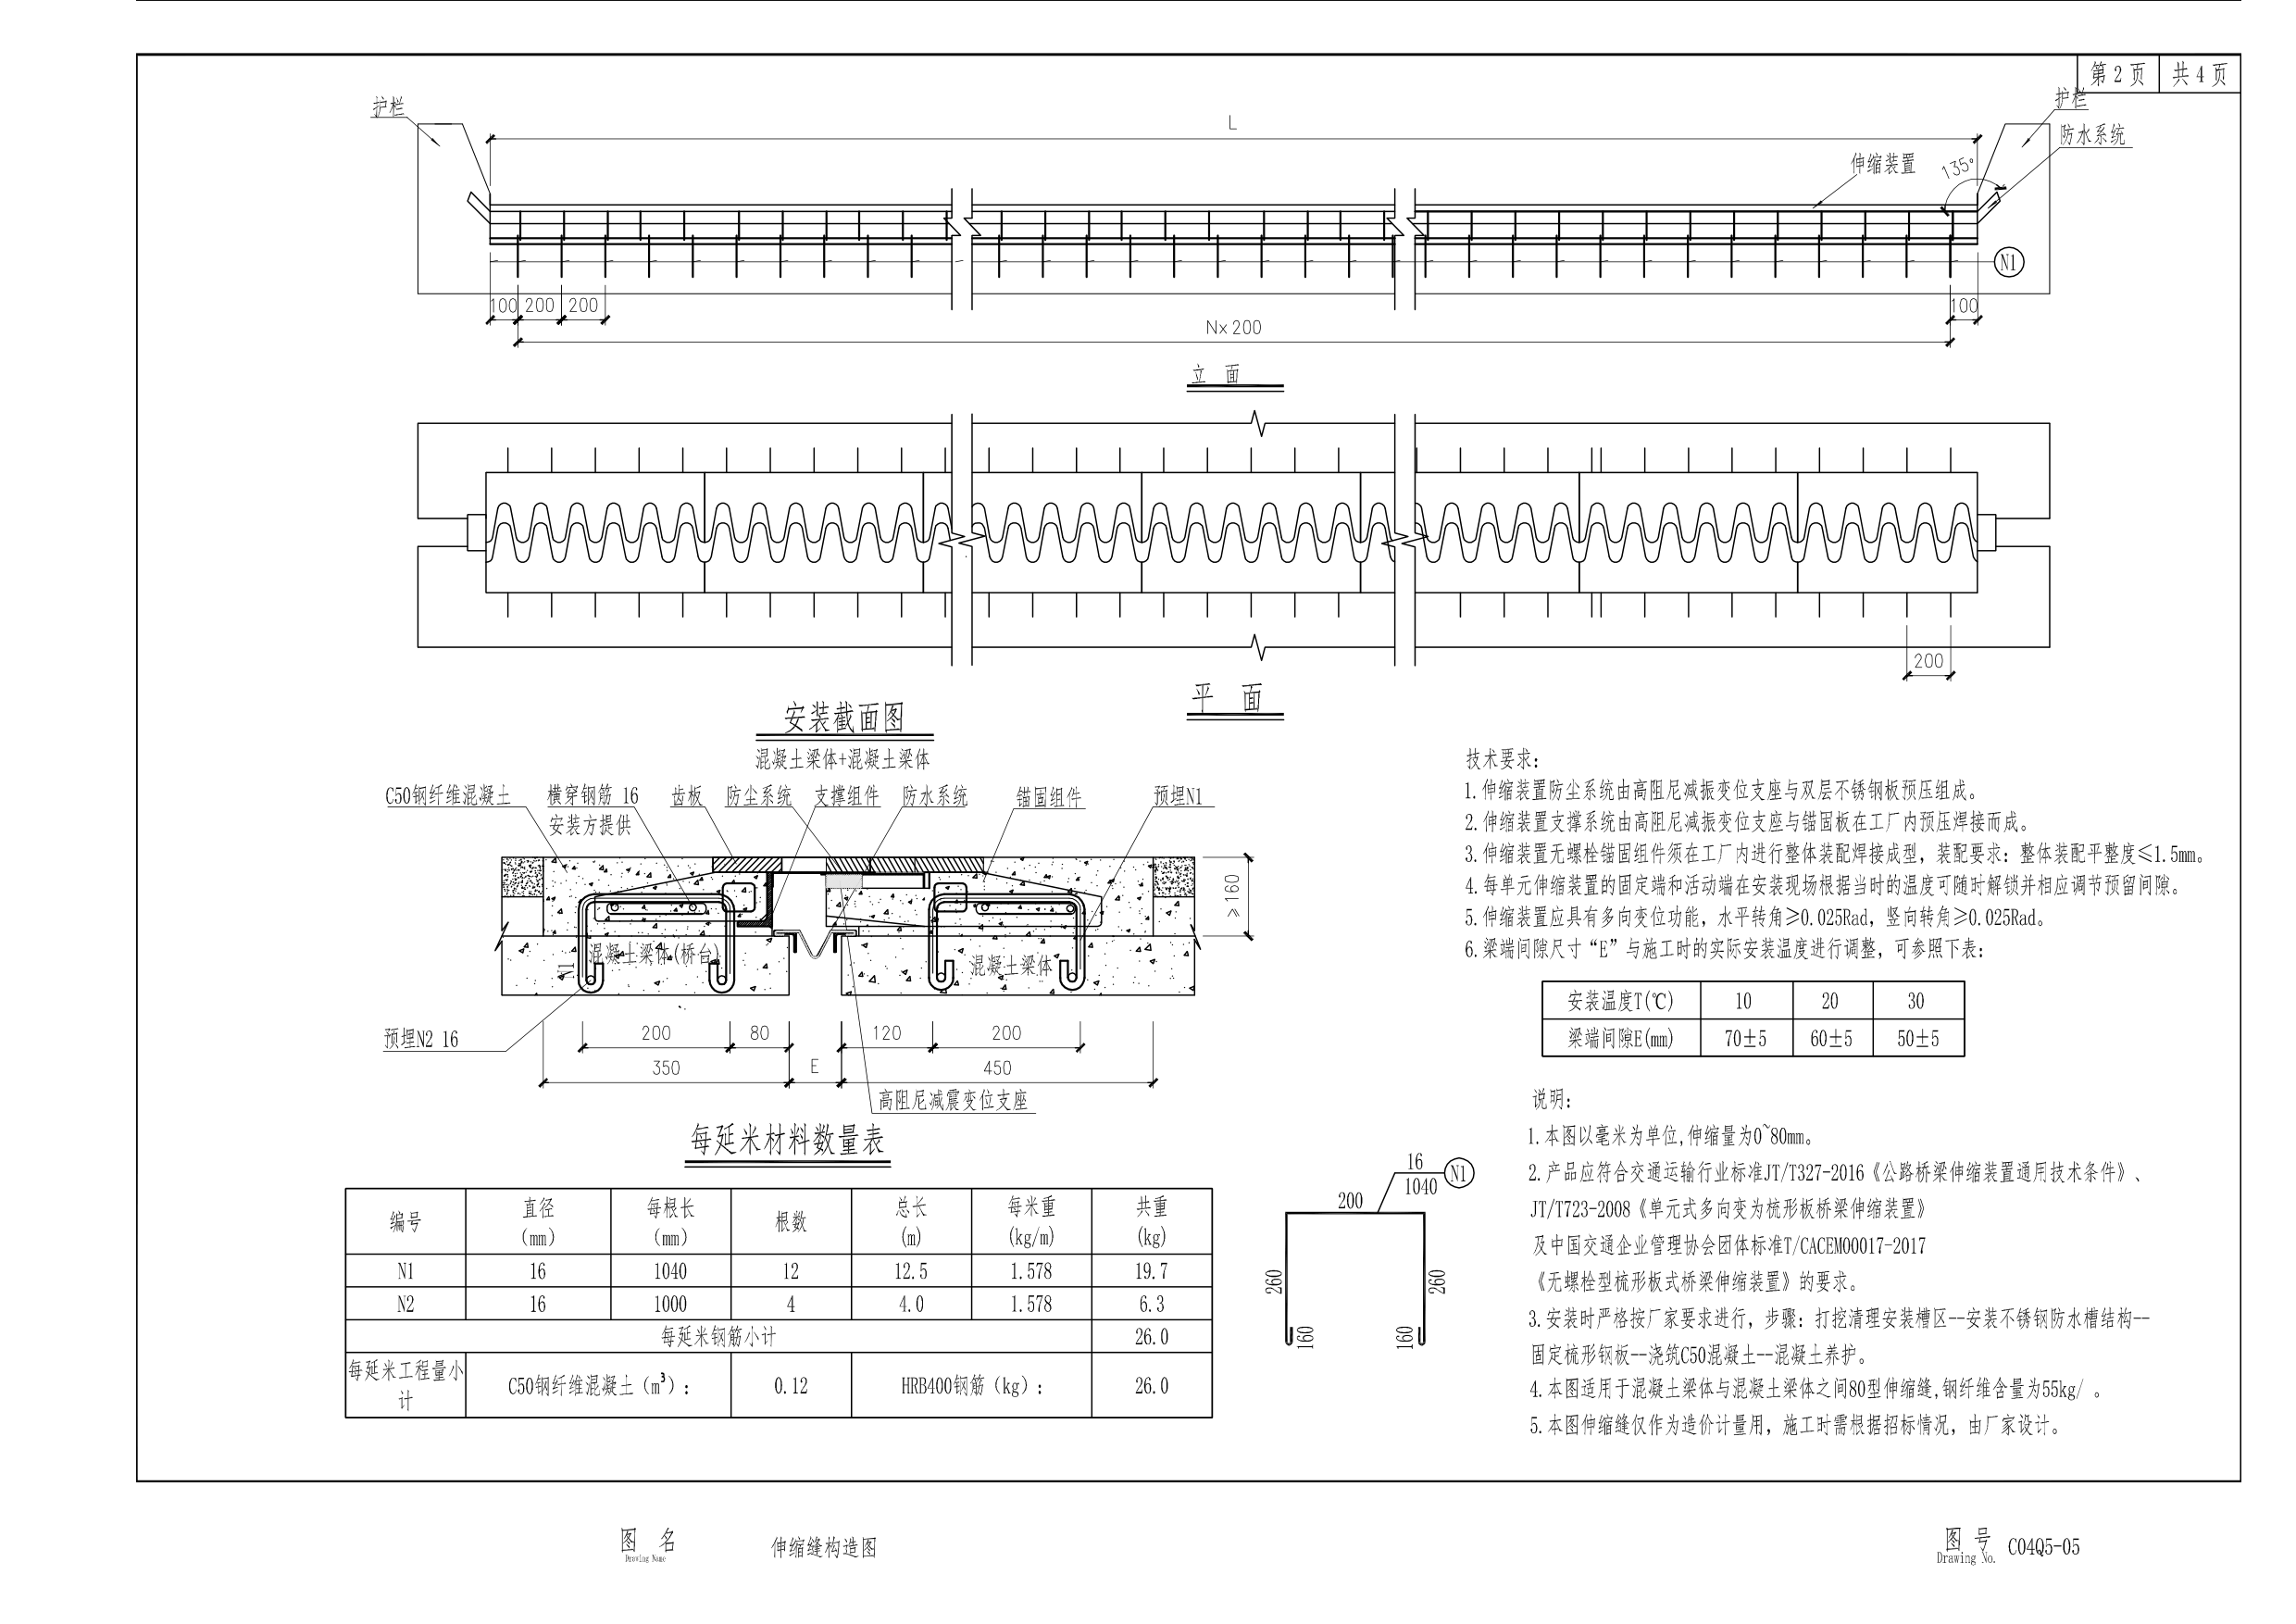 第 2 页 共 4 页
护栏
护栏
防水系统
L
伸缩装置
135°
N1
100 200 200
100
Nx 200
立 面
200
平 面
安装截面图
混凝土梁体+混凝土梁体
C50钢纤维混凝土 横穿钢筋 16 齿板 防尘系统 支撑组件 防水系统 锚固组件 预埋N1
安装方提供
≥160
混凝土梁体(桥台)
混凝土梁体
N1
预埋N2 16
200 80 120 200
350 E 450
高阻尼减震变位支座
技术要求:
1.伸缩装置防尘系统由高阻尼减振变位支座与双层不锈钢板预压组成。
2.伸缩装置支撑系统由高阻尼减振变位支座与锚固板在工厂内预压焊接而成。
3.伸缩装置无螺栓锚固组件须在工厂内进行整体装配焊接成型，装配要求：整体装配平整度≤1.5mm。
4.每单元伸缩装置的固定端和活动端在安装现场根据当时的温度可随时解锁并相应调节预留间隙。
5.伸缩装置应具有多向变位功能，水平转角≥0.025Rad，竖向转角≥0.025Rad。
6.梁端间隙尺寸“E”与施工时的实际安装温度进行调整，可参照下表:
安装温度T(℃) 10 20 30
梁端间隙E(mm) 70±5 60±5 50±5
每延米材料数量表
编号 直径(mm) 每根长(mm) 根数 总长(m) 每米重(kg/m) 共重(kg)
N1 16 1040 12 12.5 1.578 19.7
N2 16 1000 4 4.0 1.578 6.3
每延米钢筋小计 26.0
每延米工程量小计 C50钢纤维混凝土（m³）: 0.12 HRB400钢筋（kg）: 26.0
16
1040
N1
200
260
260
160
160
说明:
1.本图以毫米为单位,伸缩量为0~80mm。
2.产品应符合交通运输行业标准JT/T327-2016《公路桥梁伸缩装置通用技术条件》、
JT/T723-2008《单元式多向变为梳形板桥梁伸缩装置》
及中国交通企业管理协会团体标准T/CACEM00017-2017
《无螺栓型梳形板式桥梁伸缩装置》的要求。
3.安装时严格按厂家要求进行，步骤：打挖清理安装槽区--安装不锈钢防水槽结构--
固定梳形钢板--浇筑C50混凝土--混凝土养护。
4.本图适用于混凝土梁体与混凝土梁体之间80型伸缩缝,钢纤维含量为55kg/ 。
5.本图伸缩缝仅作为造价计量用，施工时需根据招标情况，由厂家设计。
图 名
Drawing Name
伸缩缝构造图
图 号
Drawing No.
C04Q5-05